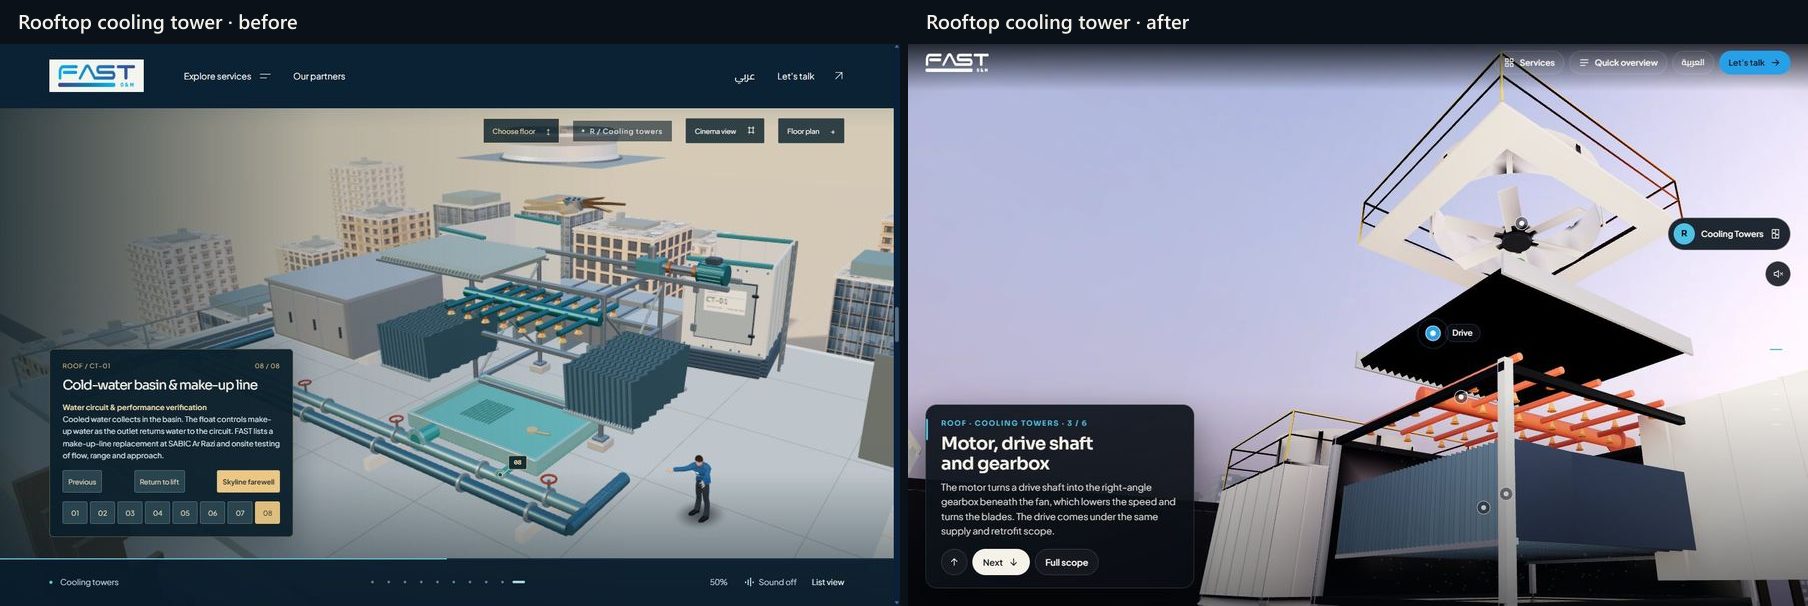 Rooftop cooling tower · before
FAST
O&M
Explore services
Our partners
عربي
Let's talk
Choose floor
R / Cooling towers
Cinema view
Floor plan
CT-01
ROOF / CT-01
08 / 08
Cold-water basin & make-up line
Water circuit & performance verification
Cooled water collects in the basin. The float controls make-
up water as the outlet returns water to the circuit. FAST lists a
make-up-line replacement at SABIC Ar Razi and onsite testing
of flow, range and approach.
Previous
Return to lift
Skyline farewell
01 02 03 04 05 06 07 08
08
Cooling towers
50%
Sound off
List view
Rooftop cooling tower · after
FAST
O&M
Services
Quick overview
العربية
Let's talk
R
Cooling Towers
Drive
ROOF · COOLING TOWERS · 3 / 6
Motor, drive shaft
and gearbox
The motor turns a drive shaft into the right-angle
gearbox beneath the fan, which lowers the speed and
turns the blades. The drive comes under the same
supply and retrofit scope.
Next
Full scope